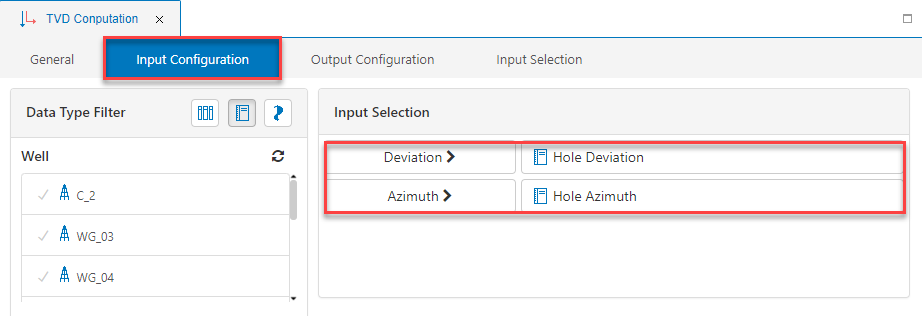 TVD Conputation
General
Input Configuration
Output Configuration
Input Selection
Data Type Filter
Input Selection
Well
Deviation
Hole Deviation
Azimuth
Hole Azimuth
C_2
WG_03
WG_04